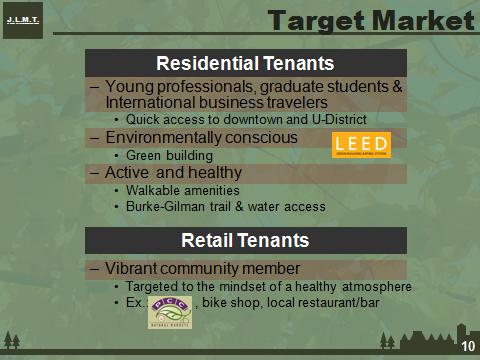 J.L.M.T.
Target Market
Residential Tenants
– Young professionals, graduate students &
International business travelers
• Quick access to downtown and U-District
– Environmentally conscious
LEED
• Green building
– Active and healthy
• Walkable amenities
• Burke-Gilman trail & water access
Retail Tenants
– Vibrant community member
• Targeted to the mindset of a healthy atmosphere
• Ex.: PCC NATURAL MARKETS , bike shop, local restaurant/bar
10